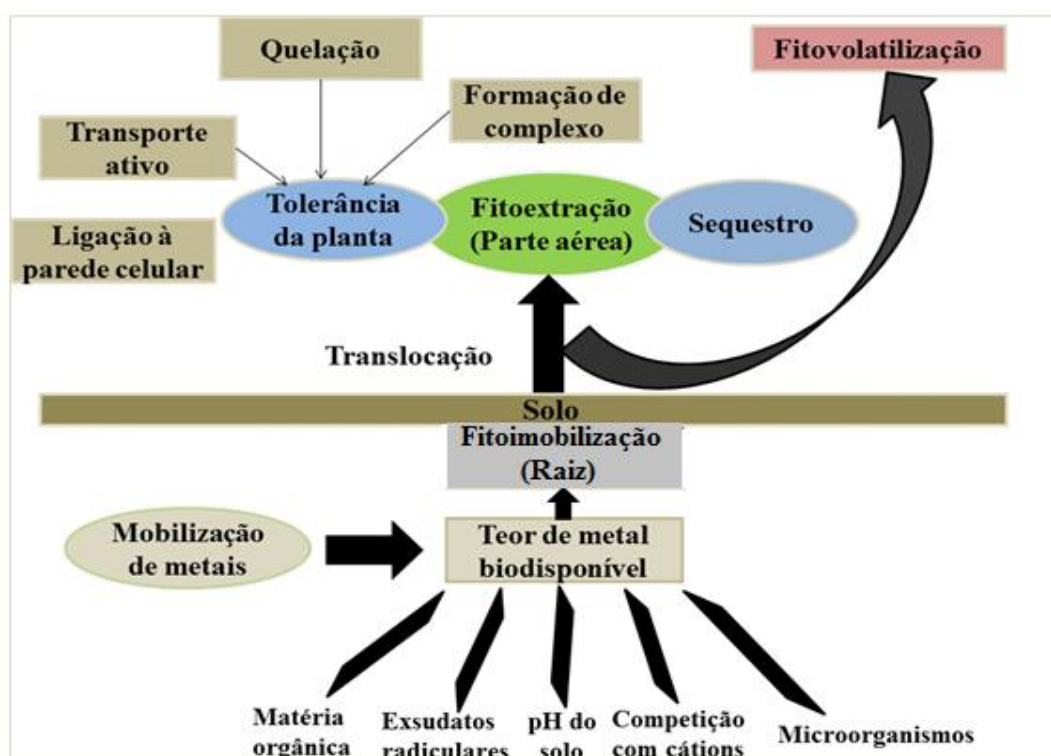 Quelação
Fitovolatilização
Formação de
complexo
Transporte
ativo
Tolerância
da planta
Fitoextração
(Parte aérea)
Sequestro
Ligação à
parede celular
Translocação
Solo
Fitoimobilização
(Raiz)
Mobilização
de metais
Teor de metal
biodisponível
Matéria
orgânica
Exsudatos
radiculares
pH do
solo
Competição
com cátions
Microorganismos